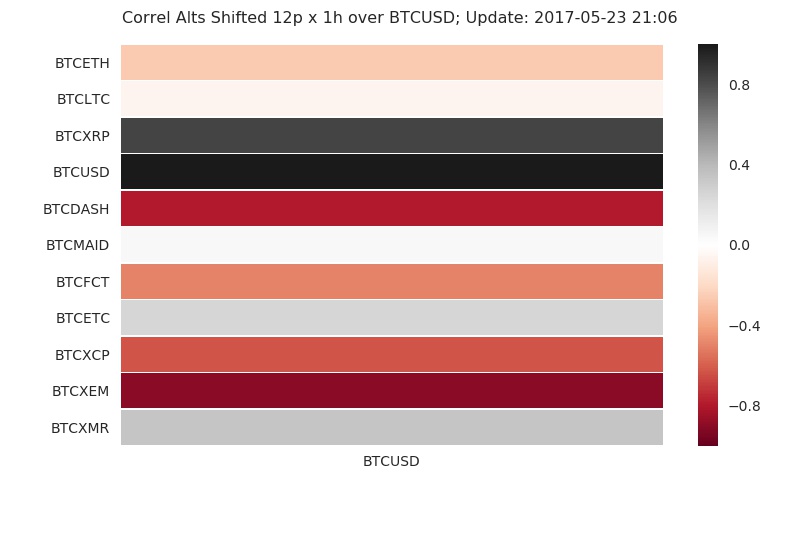 Correl Alts Shifted 12p x 1h over BTCUSD; Update: 2017-05-23 21:06
BTCETH
BTCLTC
BTCXRP
BTCUSD
BTCDASH
BTCMAID
BTCFCT
BTCETC
BTCXCP
BTCXEM
BTCXMR
BTCUSD
0.8
0.4
0.0
−0.4
−0.8